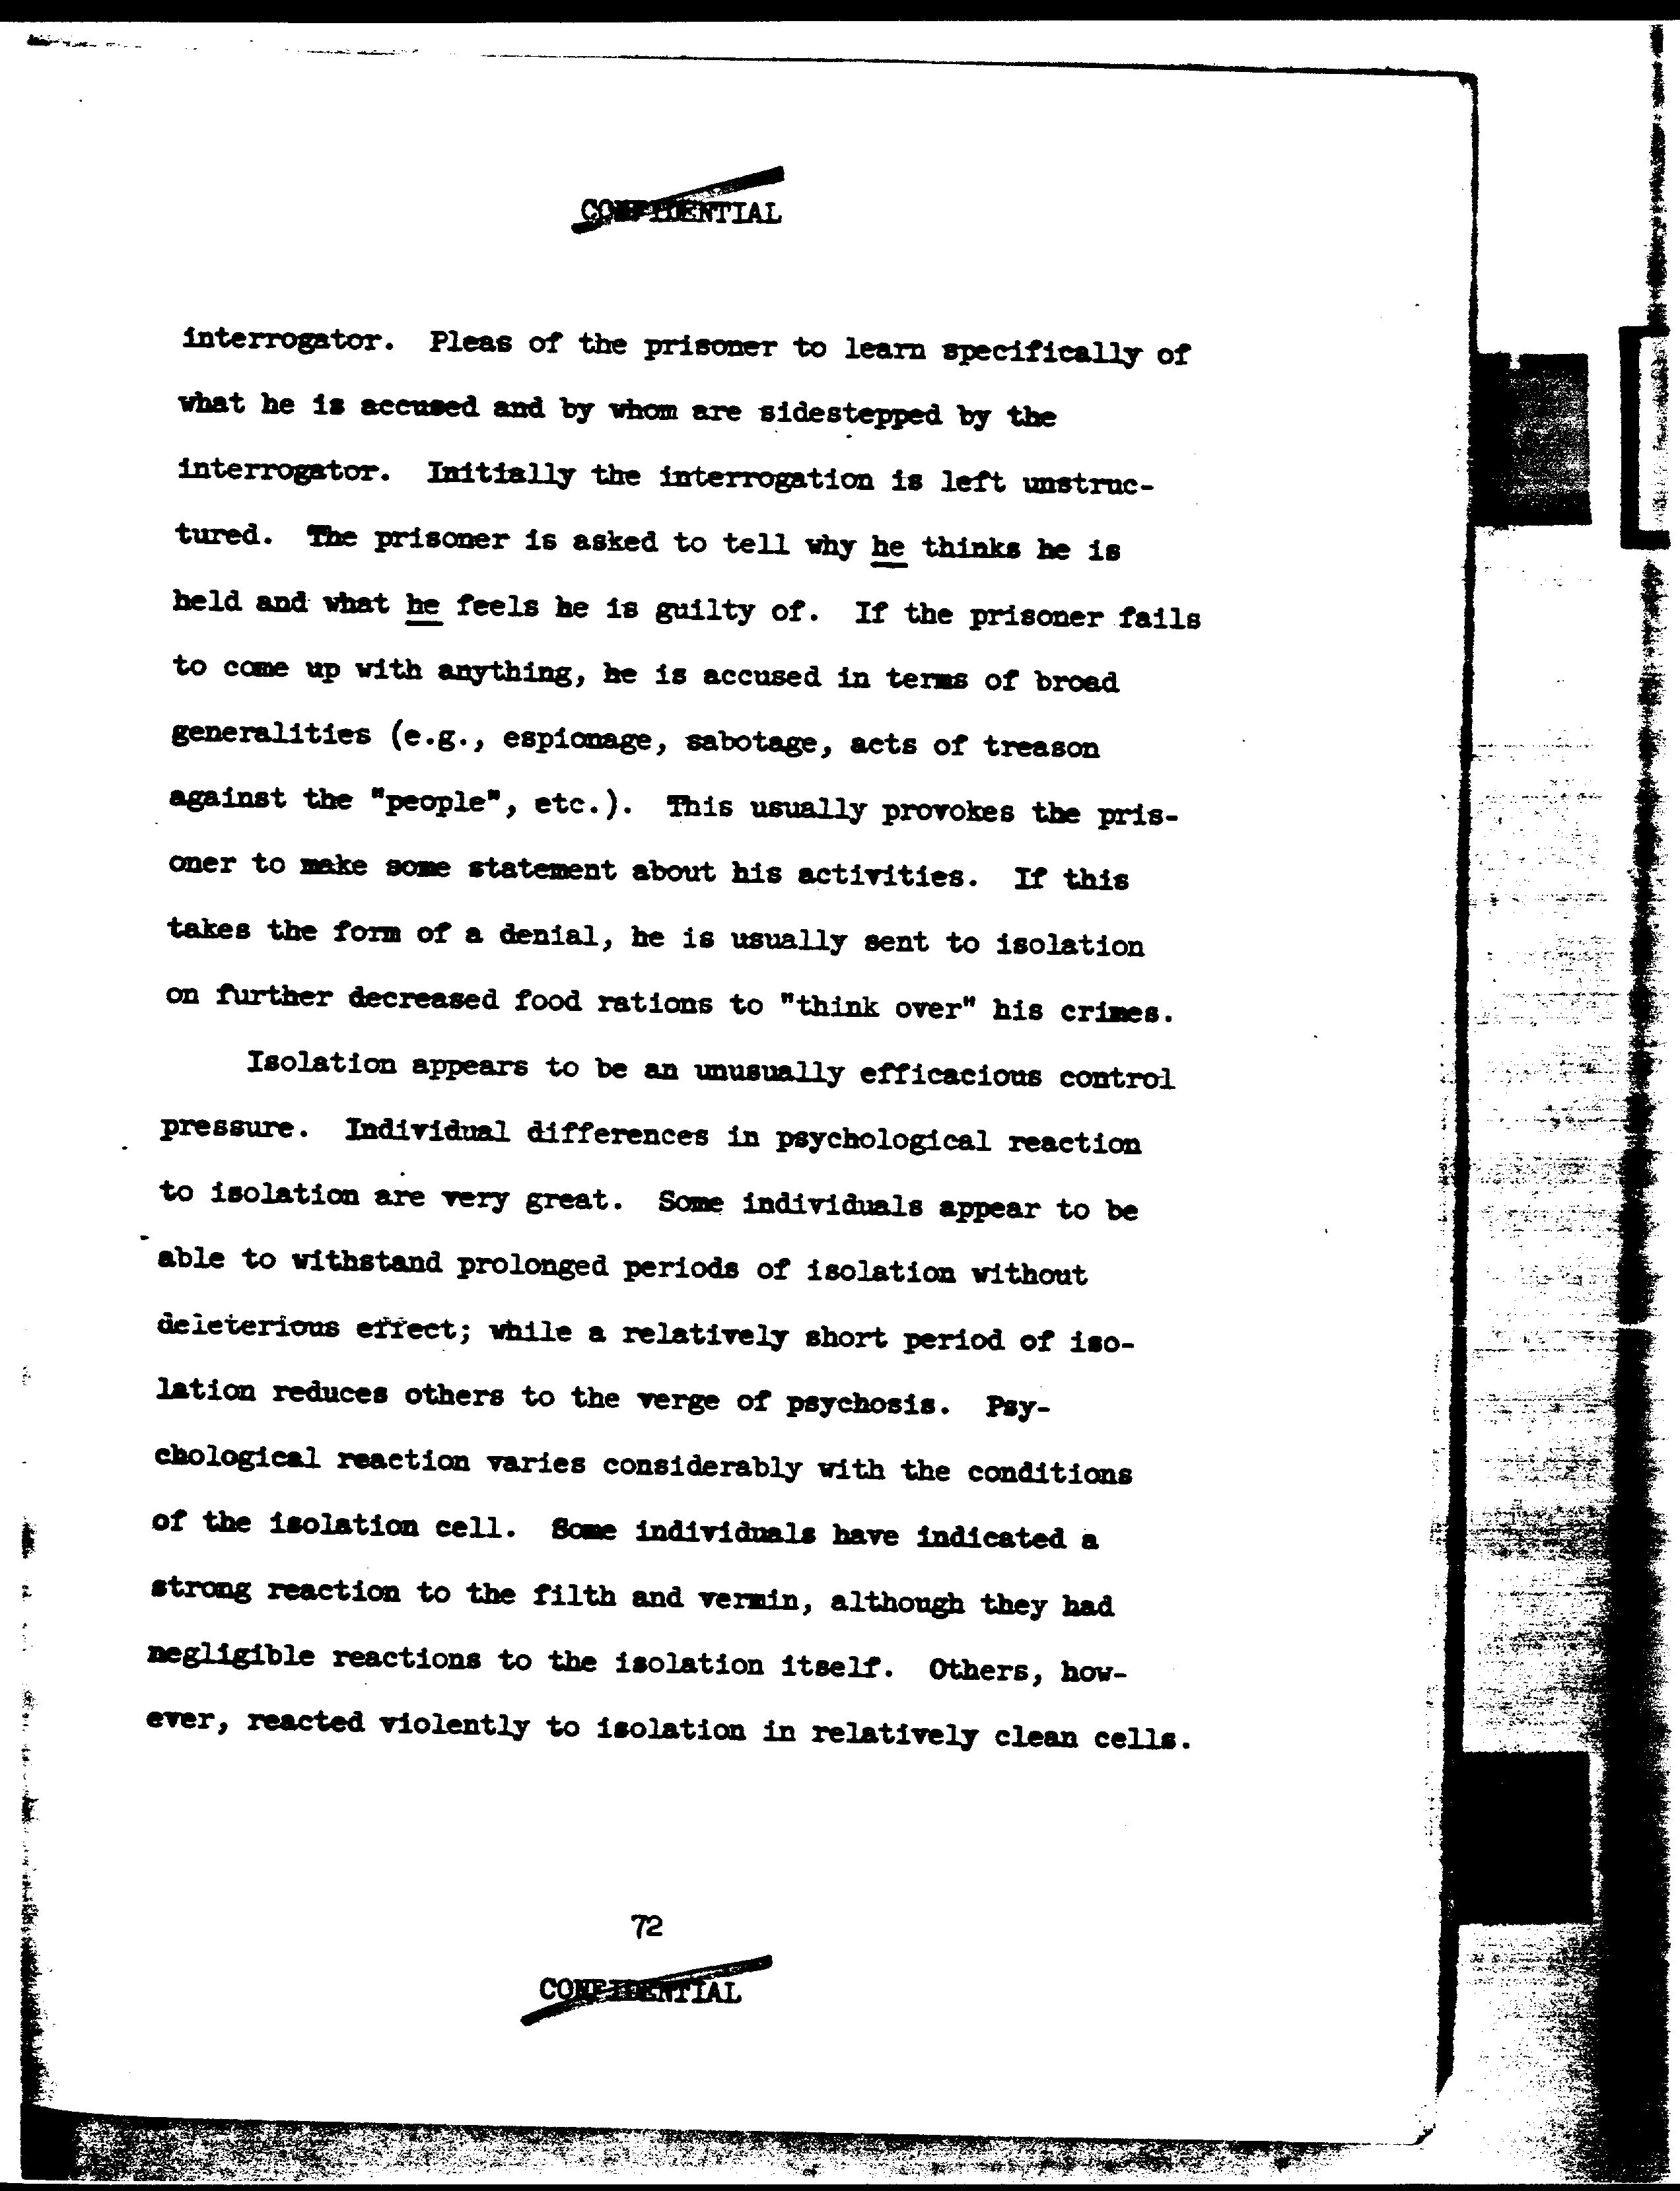 CONFIDENTIAL
interrogator. Pleas of the prisoner to learn specifically of
what he is accused and by whom are sidestepped by the
interrogator. Initially the interrogation is left unstruc-
tured. The prisoner is asked to tell why he thinks he is
held and what he feels he is guilty of. If the prisoner fails
to come up with anything, he is accused in terms of broad
generalities (e.g., espionage, sabotage, acts of treason
against the "people", etc.). This usually provokes the pris-
oner to make some statement about his activities. If this
takes the form of a denial, he is usually sent to isolation
on further decreased food rations to "think over" his crimes.
Isolation appears to be an unusually efficacious control
pressure. Individual differences in psychological reaction
to isolation are very great. Some individuals appear to be
able to withstand prolonged periods of isolation without
deleterious effect; while a relatively short period of iso-
lation reduces others to the verge of psychosis. Psy-
chological reaction varies considerably with the conditions
of the isolation cell. Some individuals have indicated a
strong reaction to the filth and vermin, although they had
negligible reactions to the isolation itself. Others, how-
ever, reacted violently to isolation in relatively clean cells.
72
CONFIDENTIAL